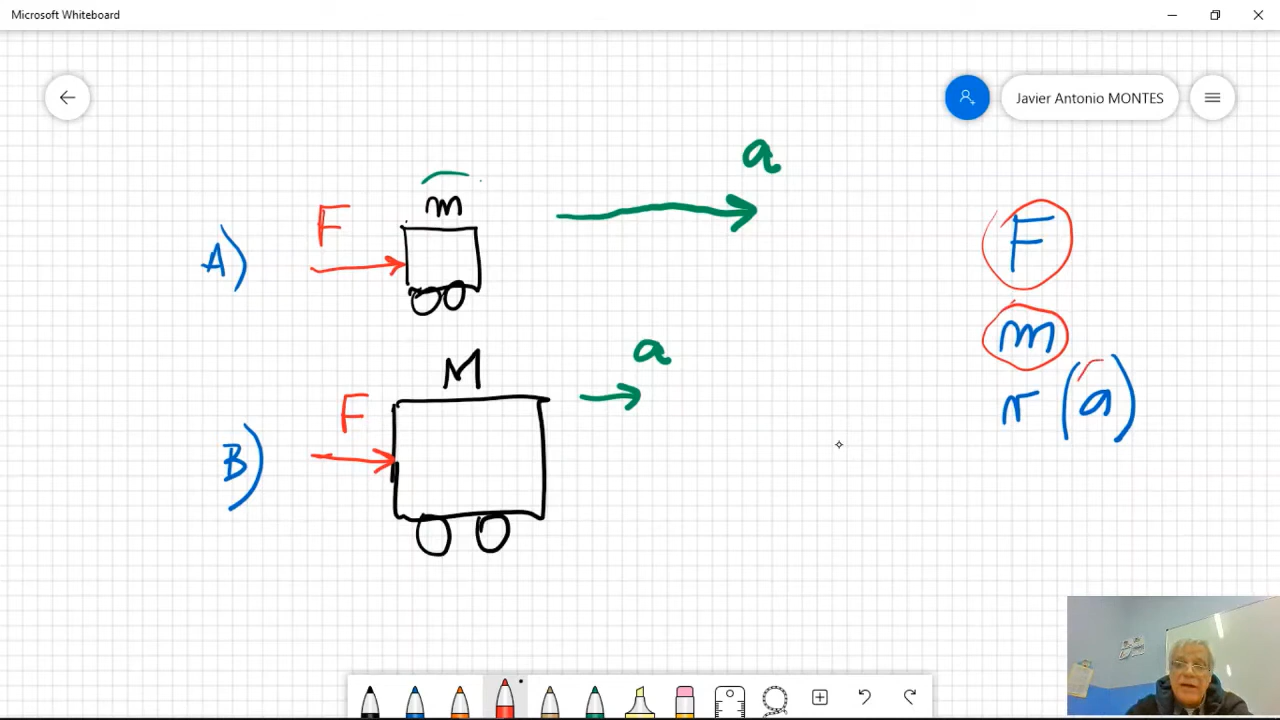 Microsoft Whiteboard
Javier Antonio MONTES
a
m
F
A)
F
m
a
M
F
B)
r (a)